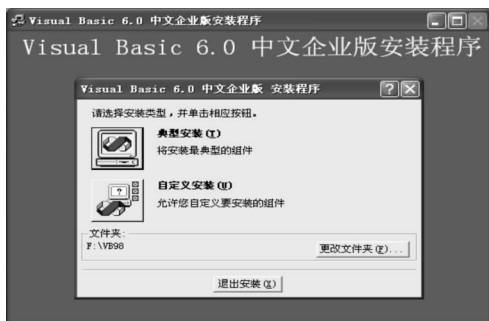 Visual Basic 6.0 中文企业版安装程序
Visual Basic 6.0 中文企业版安装程序
Visual Basic 6.0 中文企业版 安装程序
请选择安装类型，并单击相应按钮。
典型安装(T)
将安装最典型的组件
自定义安装(U)
允许您自定义要安装的组件
文件夹:
F:\VB98
更改文件夹(F)...
退出安装(X)